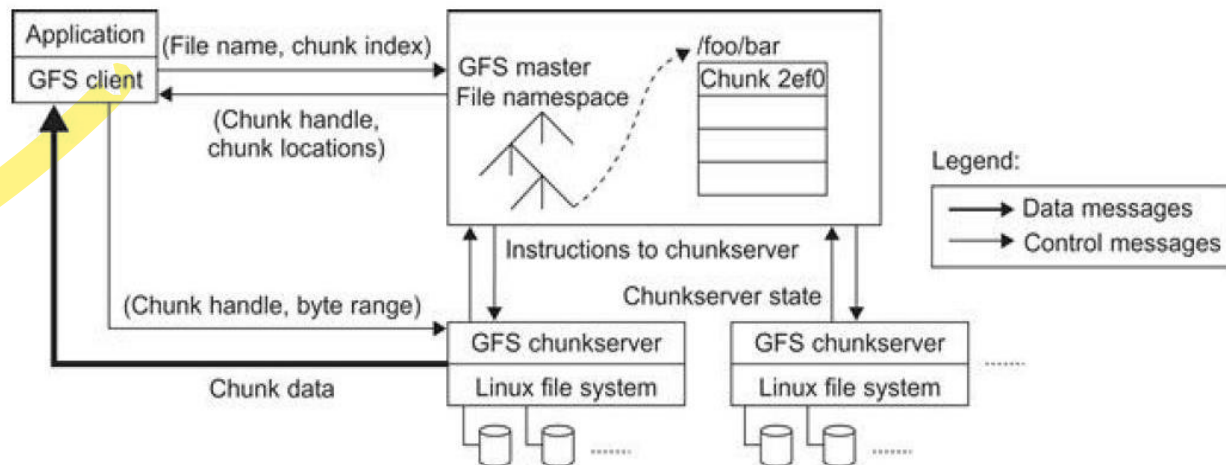 Application
GFS client
(File name, chunk index)
(Chunk handle,
chunk locations)
GFS master
File namespace
/foo/bar
Chunk 2ef0
Legend:
Data messages
Control messages
Instructions to chunkserver
Chunkserver state
(Chunk handle, byte range)
Chunk data
GFS chunkserver
Linux file system
GFS chunkserver
Linux file system